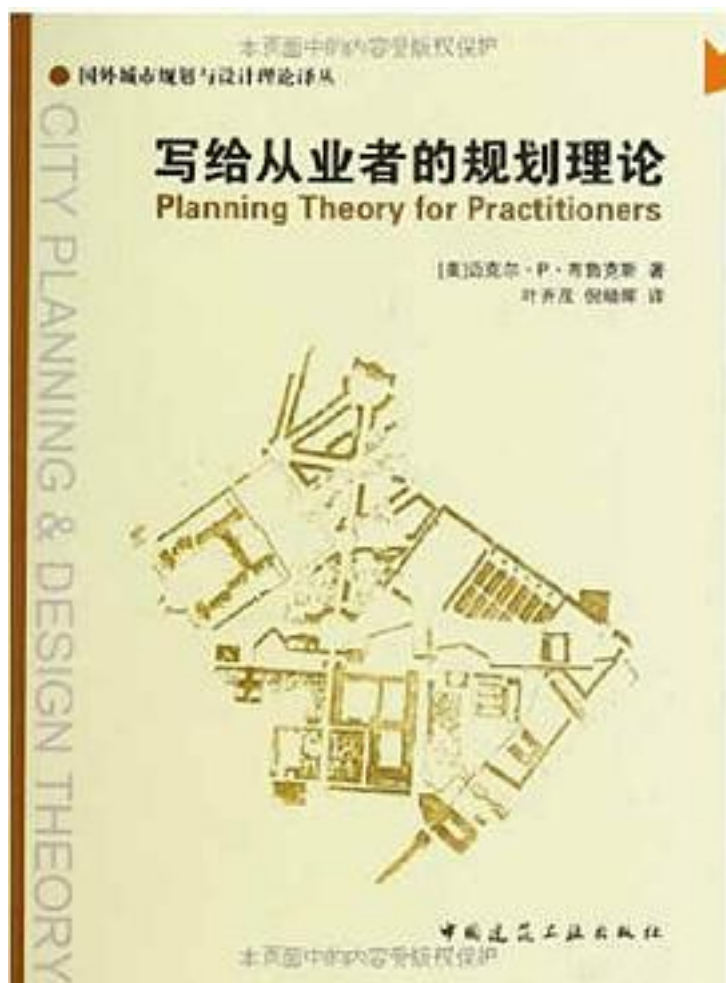 本页面中的内容受版权保护
国外城市规划与设计理论译丛
写给从业者的规划理论
Planning Theory for Practitioners
[美]迈克尔·P·布鲁克斯 著
叶齐茂 倪晓晖 译
CITY PLANNING & DESIGN THEORY
中国建筑工业出版社
本页面中的内容受版权保护